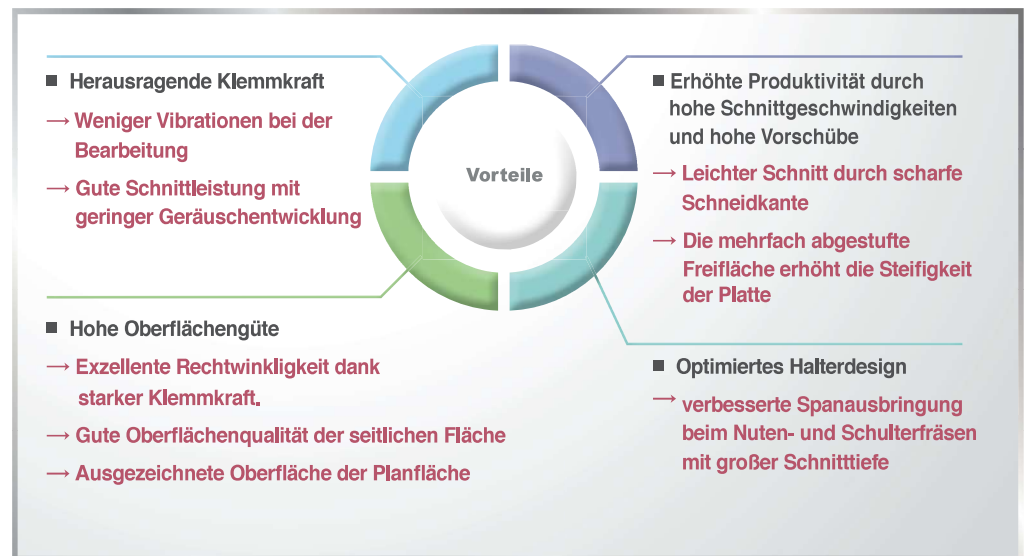 ■ Herausragende Klemmkraft
→ Weniger Vibrationen bei der
Bearbeitung
→ Gute Schnittleistung mit
geringer Geräuschentwicklung
Vorteile
■ Erhöhte Produktivität durch
hohe Schnittgeschwindigkeiten
und hohe Vorschübe
→ Leichter Schnitt durch scharfe
Schneidkante
→ Die mehrfach abgestufte
Freifläche erhöht die Steifigkeit
der Platte
■ Hohe Oberflächengüte
→ Exzellente Rechtwinkligkeit dank
starker Klemmkraft.
→ Gute Oberflächenqualität der seitlichen Fläche
→ Ausgezeichnete Oberfläche der Planfläche
■ Optimiertes Halterdesign
→ verbesserte Spanausbringung
beim Nuten- und Schulterfräsen
mit großer Schnitttiefe